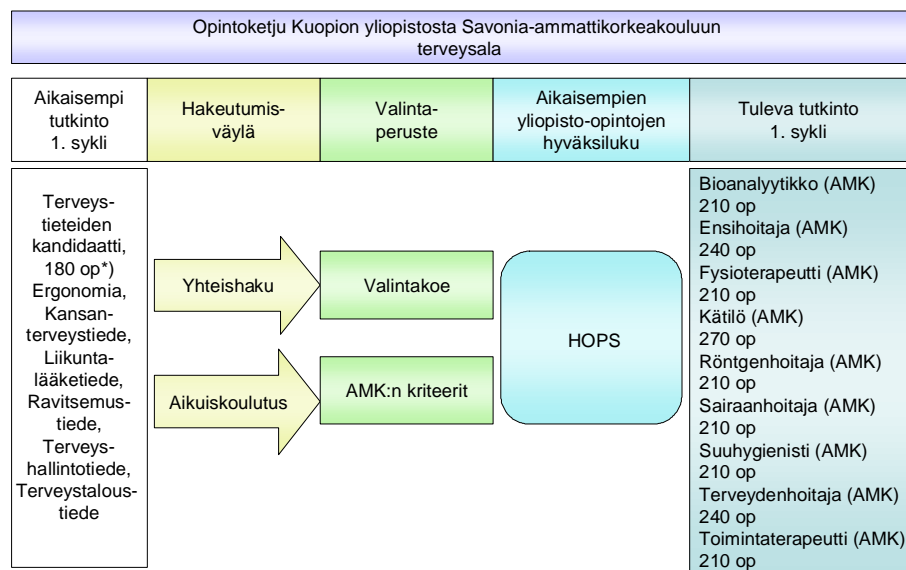 Opintoketju Kuopion yliopistosta Savonia-ammattikorkeakouluun
terveysala
Aikaisempi
tutkinto
1. sykli
Hakeutumis-
väylä
Valinta-
peruste
Aikaisempien
yliopisto-opintojen
hyväksiluku
Tuleva tutkinto
1. sykli
Terveys-
tieteiden
kandidaatti,
180 op*)
Ergonomia,
Kansan-
terveystiede,
Liikunta-
lääketiede,
Ravitsemus-
tiede,
Terveys-
hallintotiede,
Terveystalous-
tiede
Yhteishaku
Aikuiskoulutus
Valintakoe
AMK:n kriteerit
HOPS
Bioanalyytikko (AMK)
210 op
Ensihoitaja (AMK)
240 op
Fysioterapeutti (AMK)
210 op
Kätilö (AMK)
270 op
Röntgenhoitaja (AMK)
210 op
Sairaanhoitaja (AMK)
210 op
Suuhygienisti (AMK)
210 op
Terveydenhoitaja (AMK)
240 op
Toimintaterapeutti (AMK)
210 op